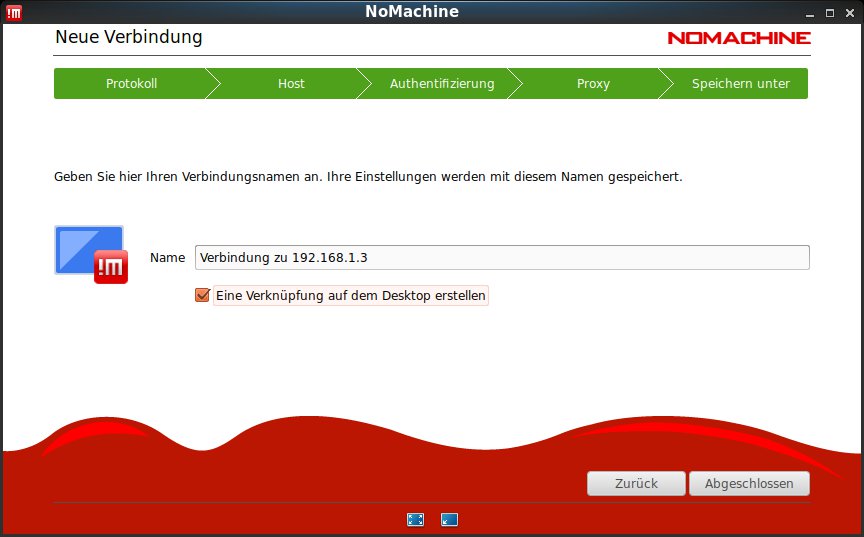 NoMachine
Neue Verbindung
NOMACHINE
Protokoll
Host
Authentifizierung
Proxy
Speichern unter
Geben Sie hier Ihren Verbindungsnamen an. Ihre Einstellungen werden mit diesem Namen gespeichert.
Name
Verbindung zu 192.168.1.3
Eine Verknüpfung auf dem Desktop erstellen
Zurück
Abgeschlossen